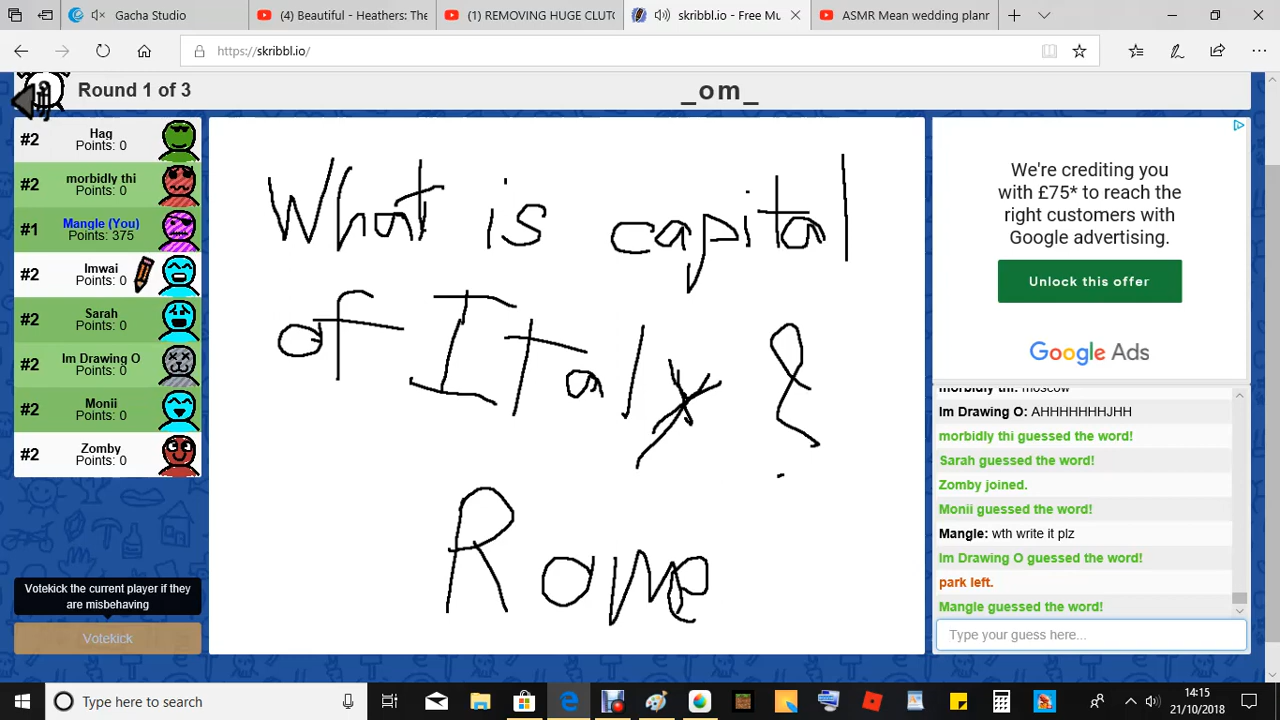 Gacha Studio
(4) Beautiful - Heathers: The
(1) REMOVING HUGE CLUT
skribbl.io - Free Mu
ASMR Mean wedding plann
https://skribbl.io/
Round 1 of 3
_om_
#2 Hag
Points: 0
#2 morbidly thi
Points: 0
#1 Mangle (You)
Points: 375
#2 Imwai
Points: 0
#2 Sarah
Points: 0
#2 Im Drawing O
Points: 0
#2 Monii
Points: 0
#2 Zomby
Points: 0
Votekick the current player if they
are misbehaving
Votekick
What is capital
of Italy ?
Rome
We're crediting you
with £75* to reach the
right customers with
Google advertising.
Unlock this offer
Google Ads
morbidly thi: moscow
Im Drawing O: AHHHHHHHJHH
morbidly thi guessed the word!
Sarah guessed the word!
Zomby joined.
Monii guessed the word!
Mangle: wth write it plz
Im Drawing O guessed the word!
park left.
Mangle guessed the word!
Type your guess here...
Type here to search
14:15
21/10/2018